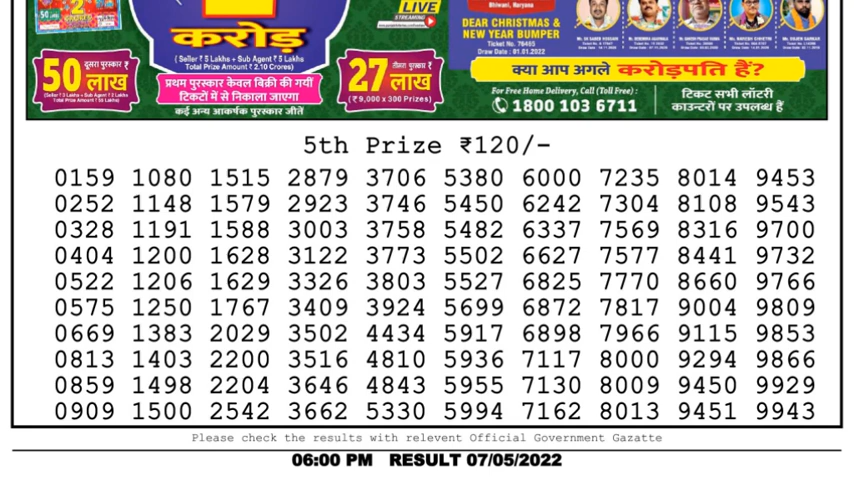 LIVE
STREAMING
करोड़
(Seller ₹ 5 Lakhs + Sub Agent ₹ 5 Lakhs
Total Prize Amount ₹ 2.10 Crores)
दूसरा पुरस्कार ₹
50 लाख
प्रथम पुरस्कार केवल बिक्री की गयीं
टिकटों में से निकाला जाएगा
कई अन्य आकर्षक पुरस्कार जीतें
तीसरा पुरस्कार ₹
27 लाख
(₹ 9,000 x 300 Prizes)
Bhiwani, Haryana
DEAR CHRISTMAS &
NEW YEAR BUMPER
Ticket No. 76403
Draw Date : 01.01.2022
क्या आप अगले करोड़पति हैं?
For Free Home Delivery, Call (Toll Free) :
1800 103 6711
टिकट सभी लॉटरी
काउन्टरों पर उपलब्ध हैं
5th Prize ₹120/-
0159 1080 1515 2879 3706 5380 6000 7235 8014 9453
0252 1148 1579 2923 3746 5450 6242 7304 8108 9543
0328 1191 1588 3003 3758 5482 6337 7569 8316 9700
0404 1200 1628 3122 3773 5502 6627 7577 8441 9732
0522 1206 1629 3326 3803 5527 6825 7770 8660 9766
0575 1250 1767 3409 3924 5699 6872 7817 9004 9809
0669 1383 2029 3502 4434 5917 6898 7966 9115 9853
0813 1403 2200 3516 4810 5936 7117 8000 9294 9866
0859 1498 2204 3646 4843 5955 7130 8009 9450 9929
0909 1500 2542 3662 5330 5994 7162 8013 9451 9943
Please check the results with relevent Official Government Gazatte
06:00 PM RESULT 07/05/2022